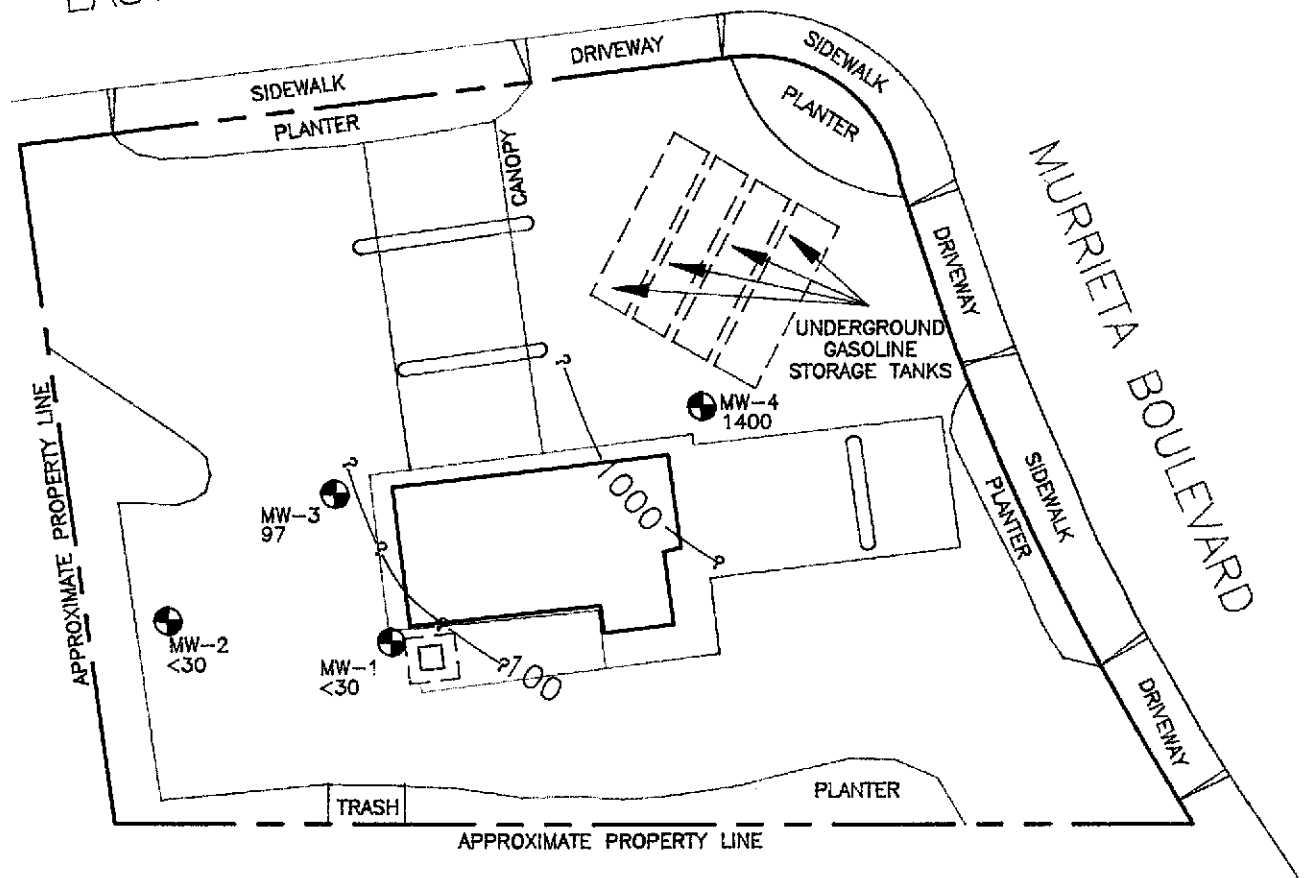 SIDEWALK
DRIVEWAY
SIDEWALK
PLANTER
PLANTER
CANOPY
MURRIETA BOULEVARD
DRIVEWAY
UNDERGROUND
GASOLINE
STORAGE TANKS
?
MW-4
1400
APPROXIMATE PROPERTY LINE
?
MW-3
97
1000
SIDEWALK
PLANTER
?
?
MW-2
<30
?
MW-1
<30
?100
DRIVEWAY
TRASH
PLANTER
APPROXIMATE PROPERTY LINE